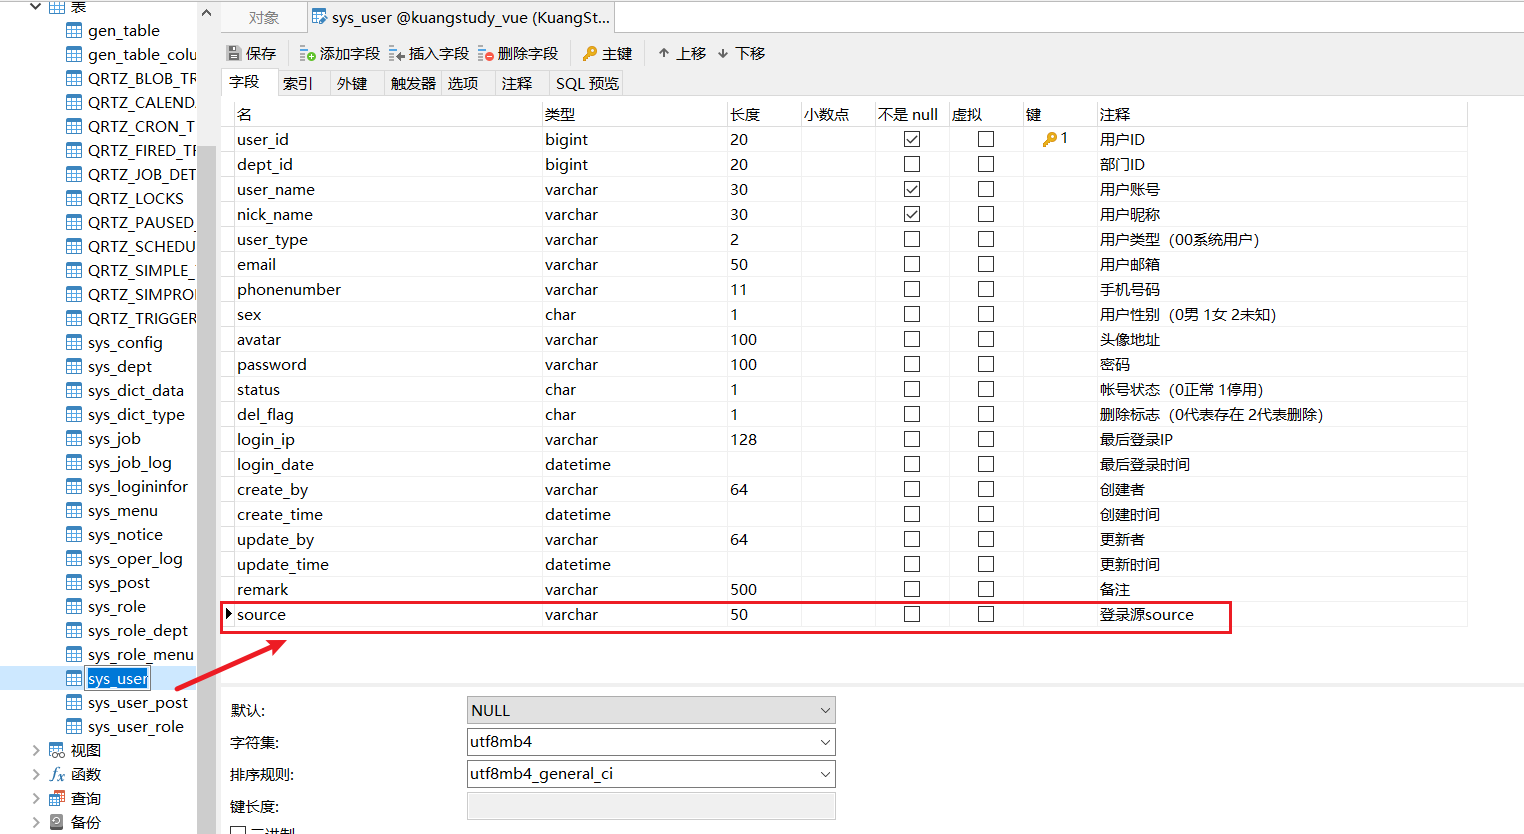 表
gen_table
gen_table_colu
QRTZ_BLOB_TR
QRTZ_CALEND
QRTZ_CRON_T
QRTZ_FIRED_TR
QRTZ_JOB_DET
QRTZ_LOCKS
QRTZ_PAUSED_
QRTZ_SCHEDU
QRTZ_SIMPLE_
QRTZ_SIMPRO
QRTZ_TRIGGER
sys_config
sys_dept
sys_dict_data
sys_dict_type
sys_job
sys_job_log
sys_logininfor
sys_menu
sys_notice
sys_oper_log
sys_post
sys_role
sys_role_dept
sys_role_menu
sys_user
sys_user_post
sys_user_role
视图
函数
查询
备份
对象 sys_user @kuangstudy_vue (KuangSt...
保存 添加字段 插入字段 删除字段 主键 上移 下移
字段 索引 外键 触发器 选项 注释 SQL 预览
名 类型 长度 小数点 不是 null 虚拟 键 注释
user_id bigint 20 1 用户ID
dept_id bigint 20 部门ID
user_name varchar 30 用户账号
nick_name varchar 30 用户昵称
user_type varchar 2 用户类型（00系统用户）
email varchar 50 用户邮箱
phonenumber varchar 11 手机号码
sex char 1 用户性别（0男 1女 2未知）
avatar varchar 100 头像地址
password varchar 100 密码
status char 1 帐号状态（0正常 1停用）
del_flag char 1 删除标志（0代表存在 2代表删除）
login_ip varchar 128 最后登录IP
login_date datetime 最后登录时间
create_by varchar 64 创建者
create_time datetime 创建时间
update_by varchar 64 更新者
update_time datetime 更新时间
remark varchar 500 备注
source varchar 50 登录源source
默认: NULL
字符集: utf8mb4
排序规则: utf8mb4_general_ci
键长度:
二进制